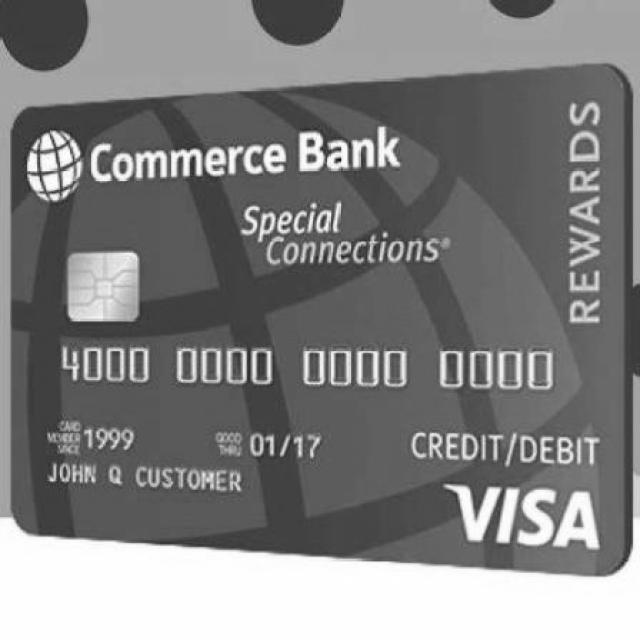 Commerce Bank
Special
Connections®
REWARDS
4000 0000 0000 0000
CARD MEMBER SINCE 1999
GOOD THRU 01/17
CREDIT/DEBIT
JOHN Q CUSTOMER
VISA